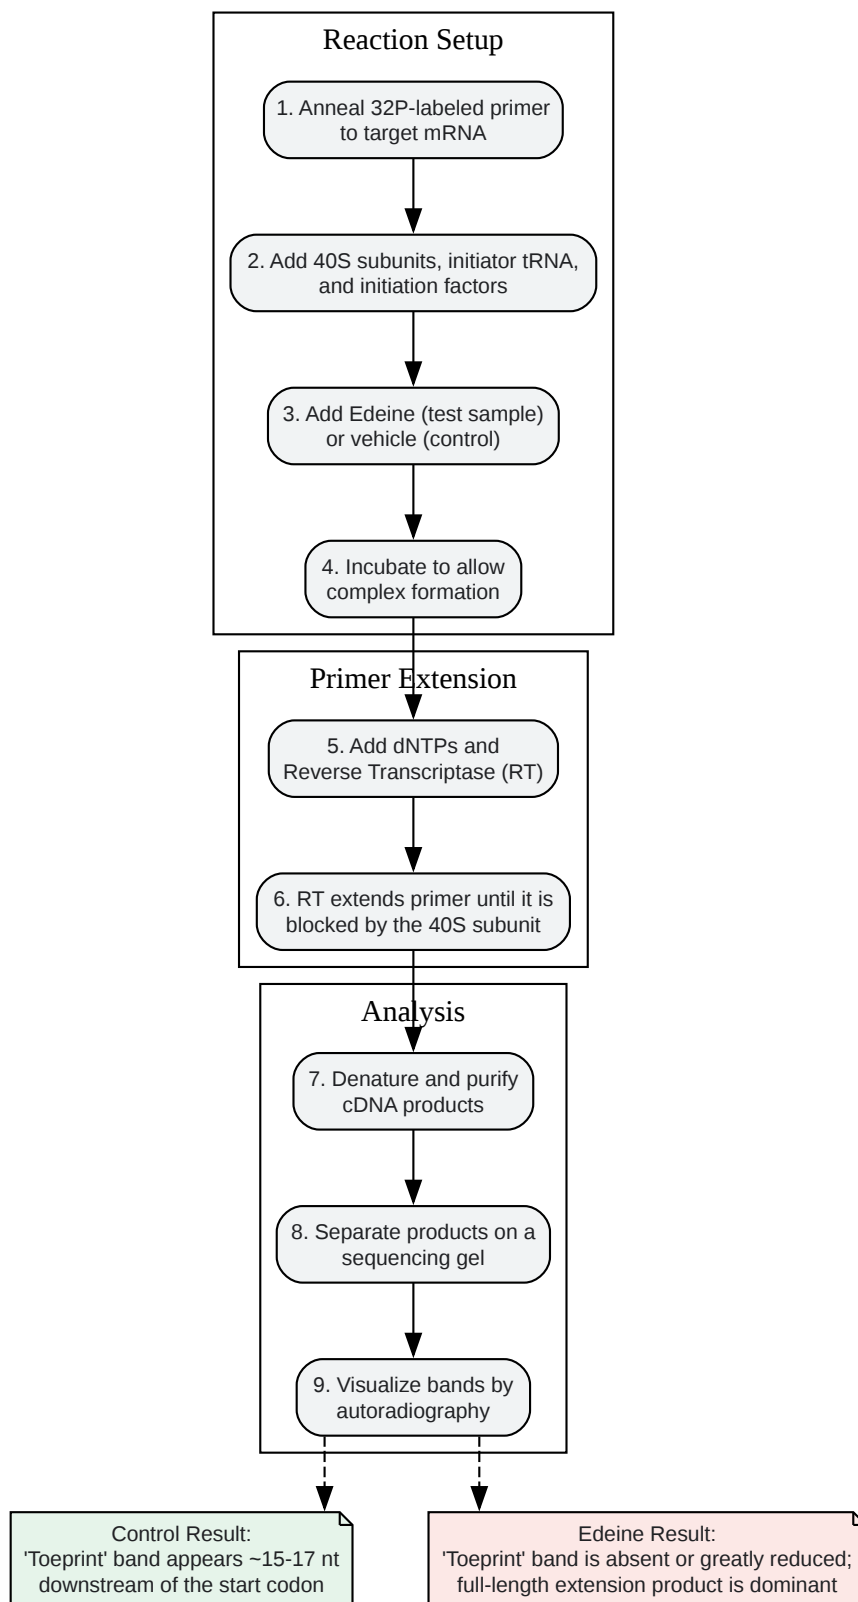 Reaction Setup
1. Anneal 32P-labeled primer
to target mRNA
2. Add 40S subunits, initiator tRNA,
and initiation factors
3. Add Edeine (test sample)
or vehicle (control)
4. Incubate to allow
complex formation
Primer Extension
5. Add dNTPs and
Reverse Transcriptase (RT)
6. RT extends primer until it is
blocked by the 40S subunit
Analysis
7. Denature and purify
cDNA products
8. Separate products on a
sequencing gel
9. Visualize bands by
autoradiography
Control Result:
'Toeprint' band appears ~15-17 nt
downstream of the start codon
Edeine Result:
'Toeprint' band is absent or greatly reduced;
full-length extension product is dominant